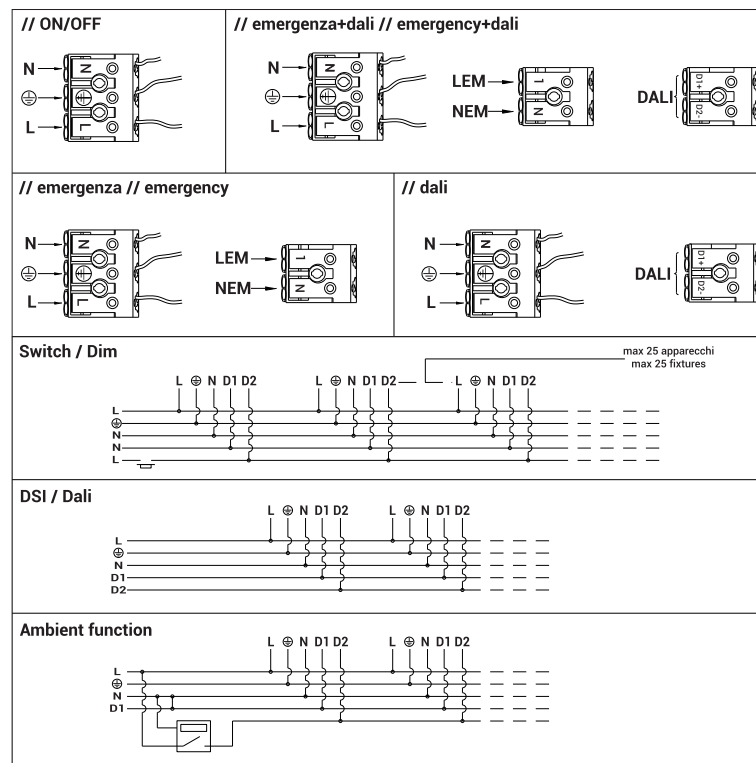 // ON/OFF
N
N
L
L
// emergenza+dali // emergency+dali
N
N
L
L
LEM
L
NEM
N
DALI
D1+
D2-
// emergenza // emergency
N
N
L
L
LEM
L
NEM
N
// dali
N
N
L
L
DALI
D1+
D2-
Switch / Dim
max 25 apparecchi
max 25 fixtures
L N D1 D2 L N D1 D2 L N D1 D2
L
N
N
L
DSI / Dali
L N D1 D2 L N D1 D2
L
N
D1
D2
Ambient function
L N D1 D2 L N D1 D2
L
N
D1